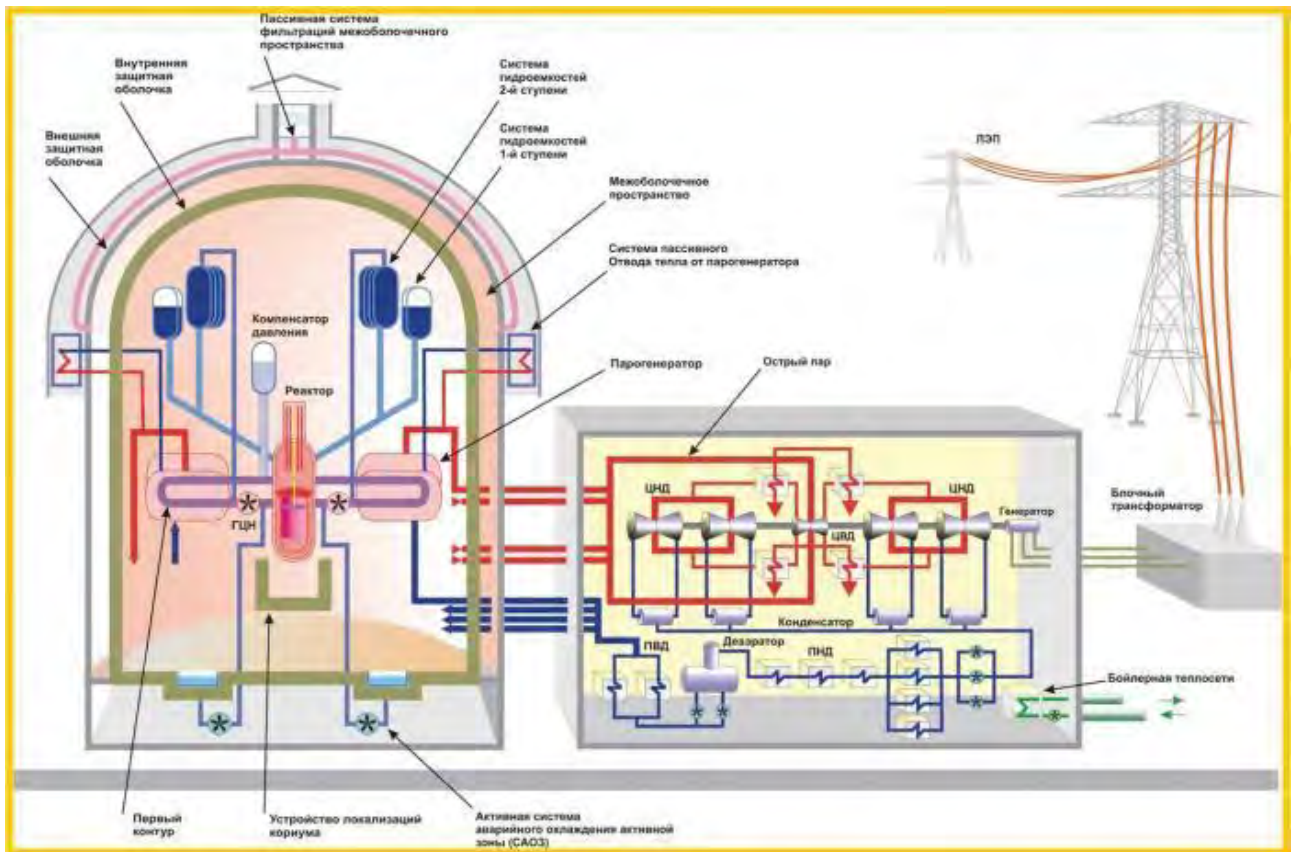 Пассивная система
фильтраций межоболочечного
пространства
Внутренняя
защитная
оболочка
Система
гидроемкостей
2-й ступени
Внешняя
защитная
оболочка
Система
гидроемкостей
1-й ступени
ЛЭП
Межоболочечное
пространство
Система пассивного
Отвода тепла от парогенератора
Компенсатор
давления
Парогенератор
Острый пар
Реактор
ЦНД
ЦНД
Генератор
Блочный
трансформатор
ГЦН
ЦВД
Конденсатор
ПВД
Деаэратор
ПНД
Бойлерная теплосети
Первый
контур
Устройство локализаций
кориума
Активная система
аварийного охлаждения активной
зоны (САОЗ)